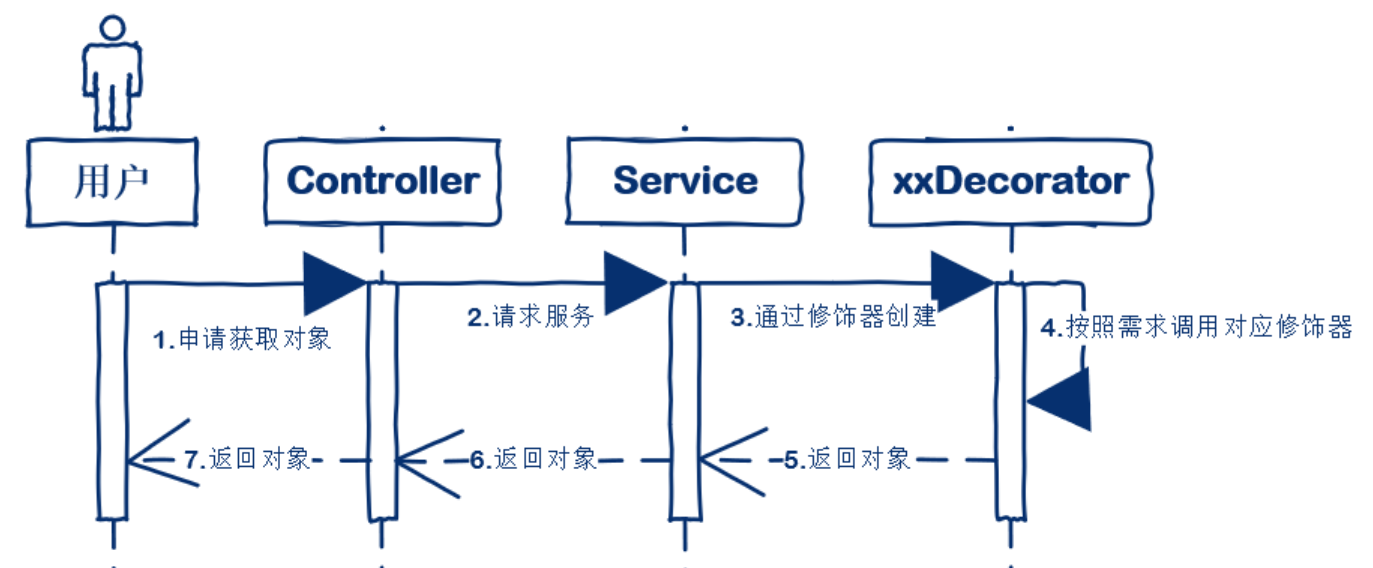 用户
Controller
Service
xxDecorator
1.申请获取对象
2.请求服务
3.通过修饰器创建
4.按照需求调用对应修饰器
7.返回对象
6.返回对象
5.返回对象